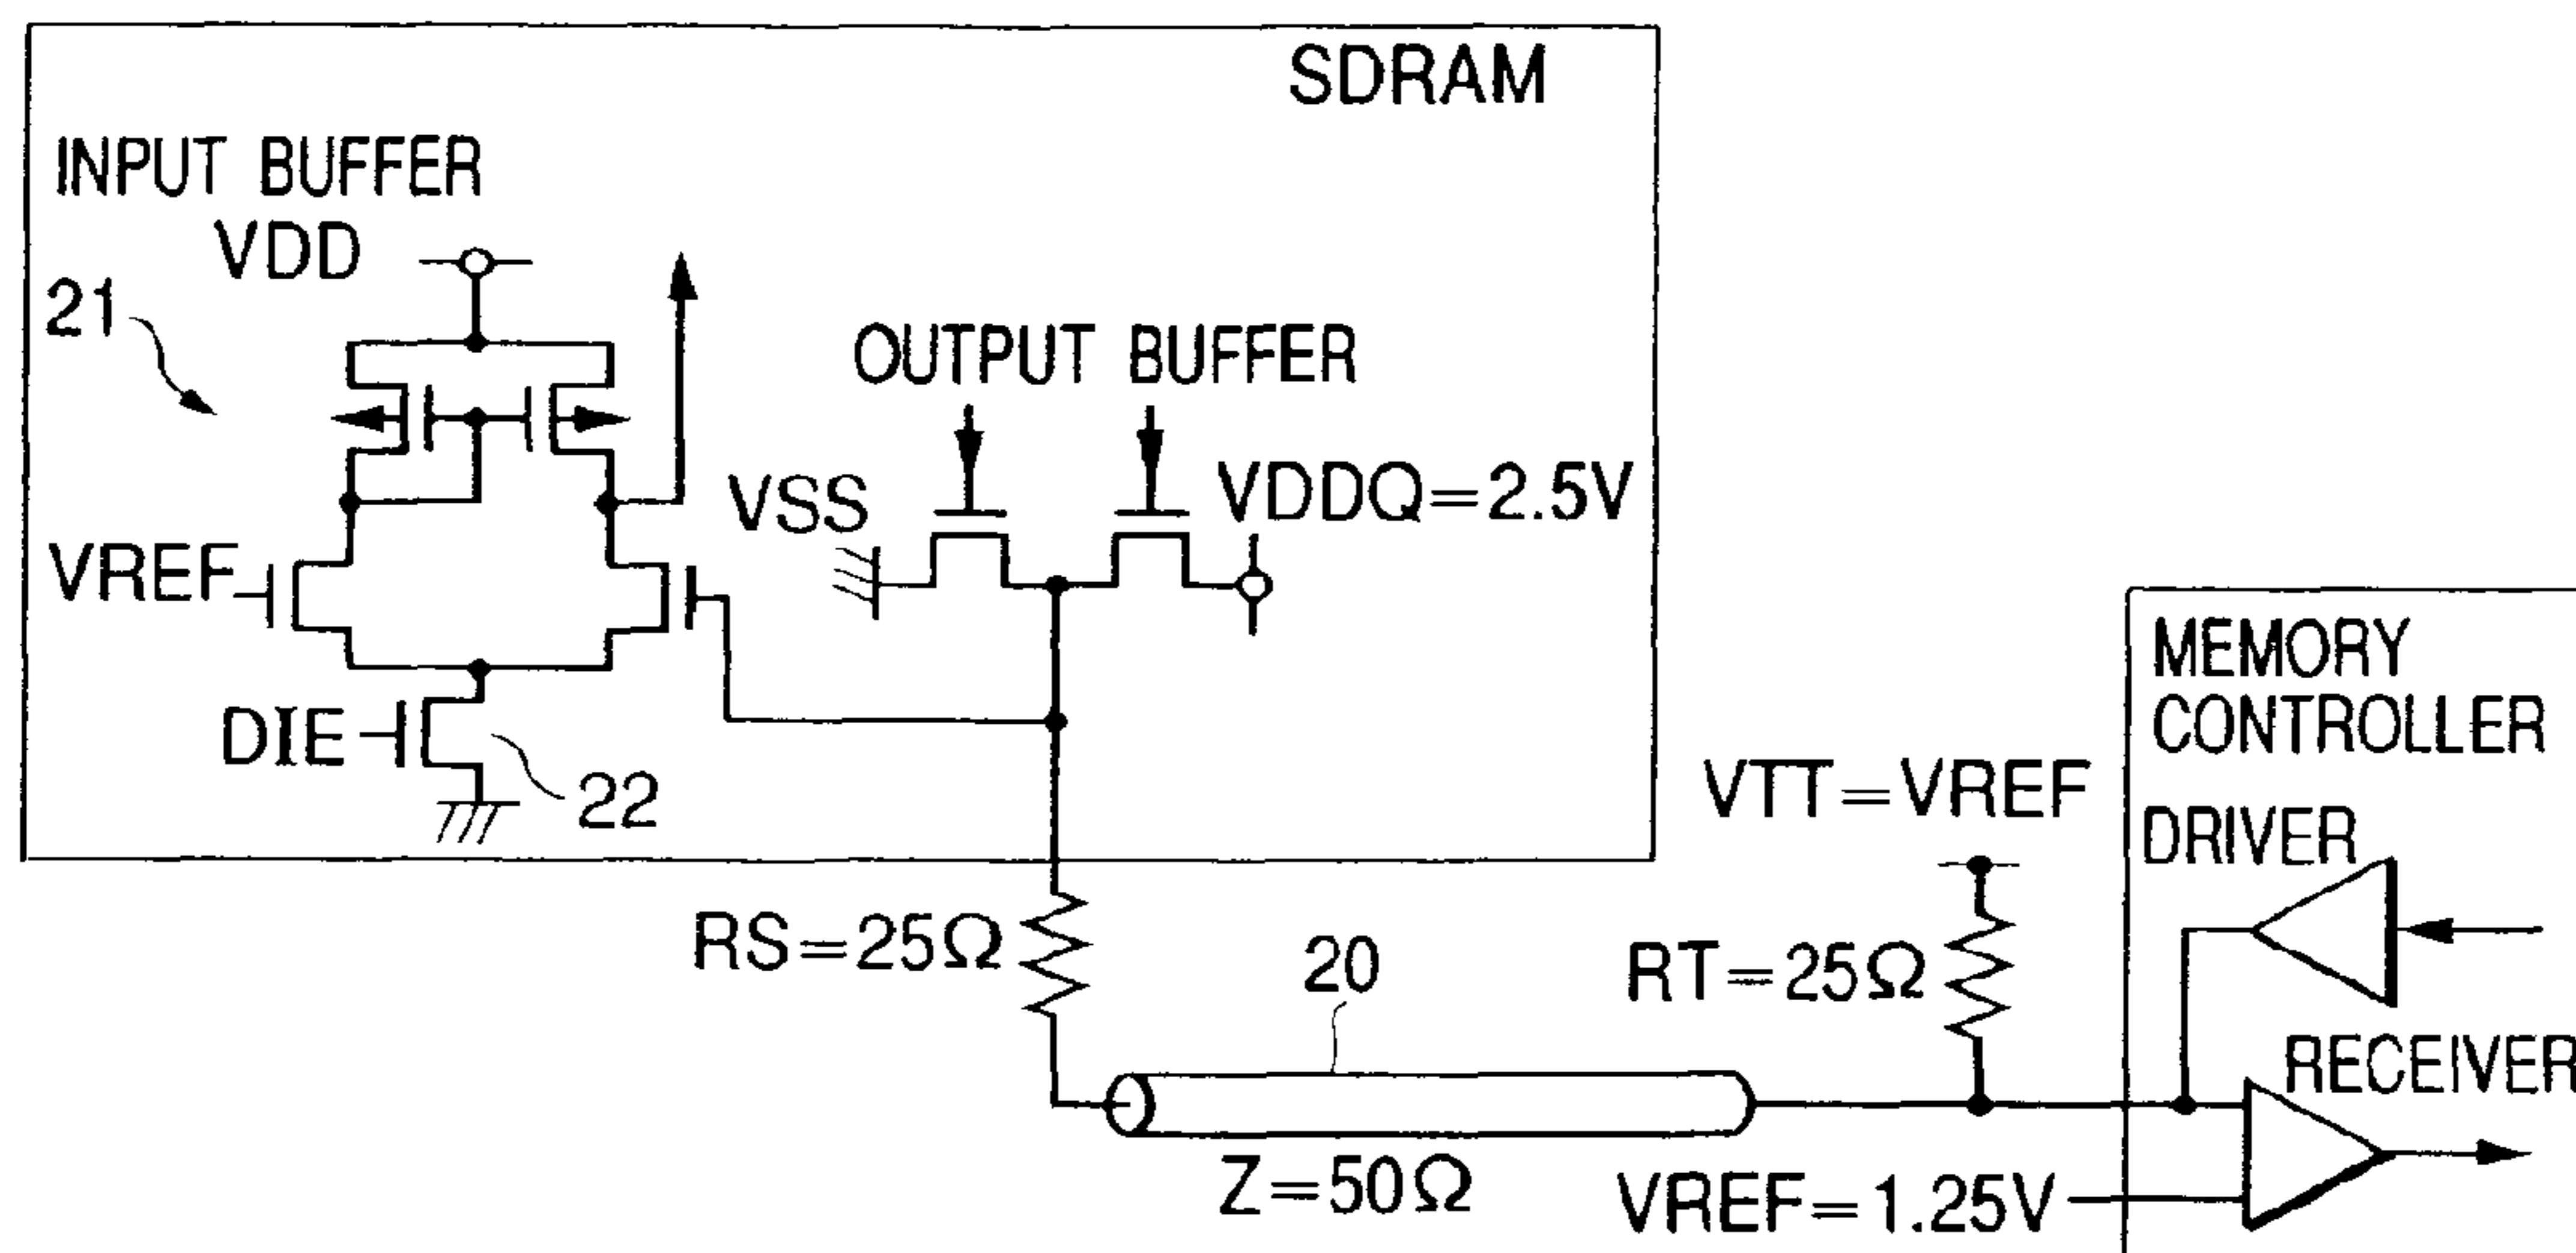 SDRAM
INPUT BUFFER
VDD
21
OUTPUT BUFFER
VSS
VDDQ=2.5V
VREF
DIE
22
MEMORY
CONTROLLER
VTT=VREF
DRIVER
RS=25Ω
20
RT=25Ω
RECEIVER
Z=50Ω
VREF=1.25V